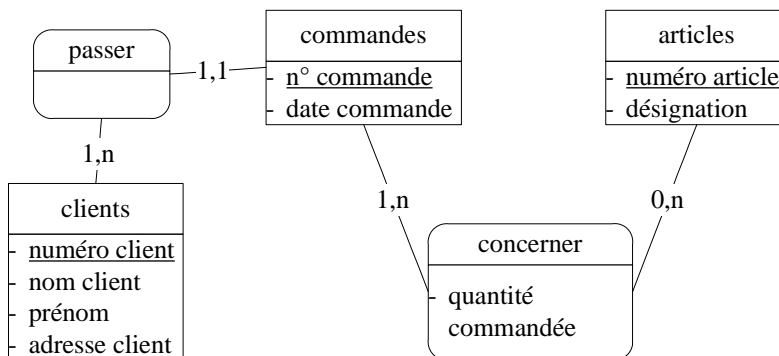 passer
1,1
commandes
- n° commande
- date commande
articles
- numéro article
- désignation
1,n
clients
- numéro client
- nom client
- prénom
- adresse client
1,n
0,n
concerner
- quantité
commandée